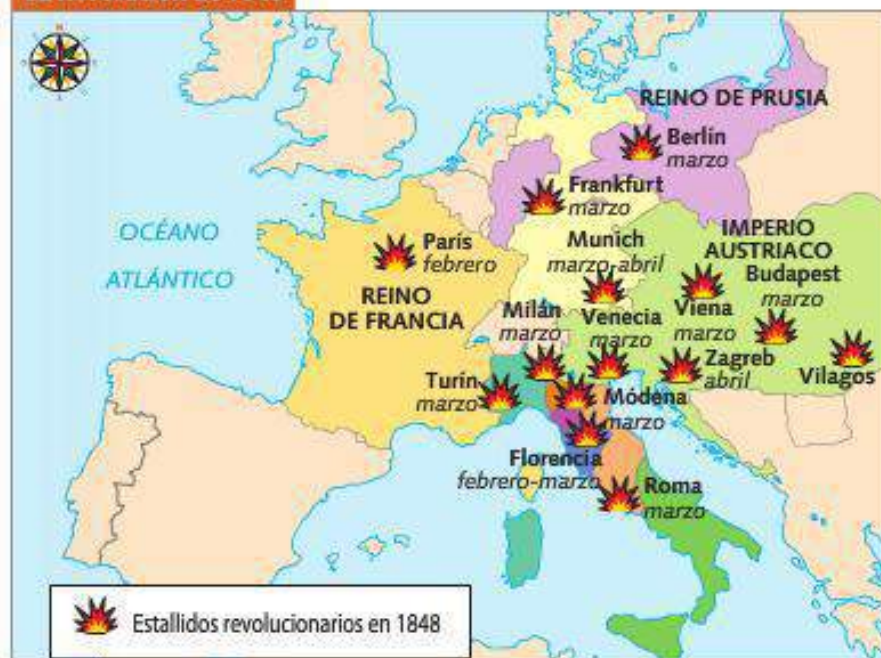 REINO DE PRUSIA
Berlín
marzo
Frankfurt
marzo
OCÉANO
ATLÁNTICO
París
febrero
REINO
DE FRANCIA
Munich
marzo-abril
IMPERIO
AUSTRIACO
Budapest
marzo
Viena
marzo
Milán
marzo
Venecia
marzo
Zagreb
abril
Vilagos
Turín
marzo
Módena
marzo
Florencia
febrero-marzo
Roma
marzo
Estallidos revolucionarios en 1848